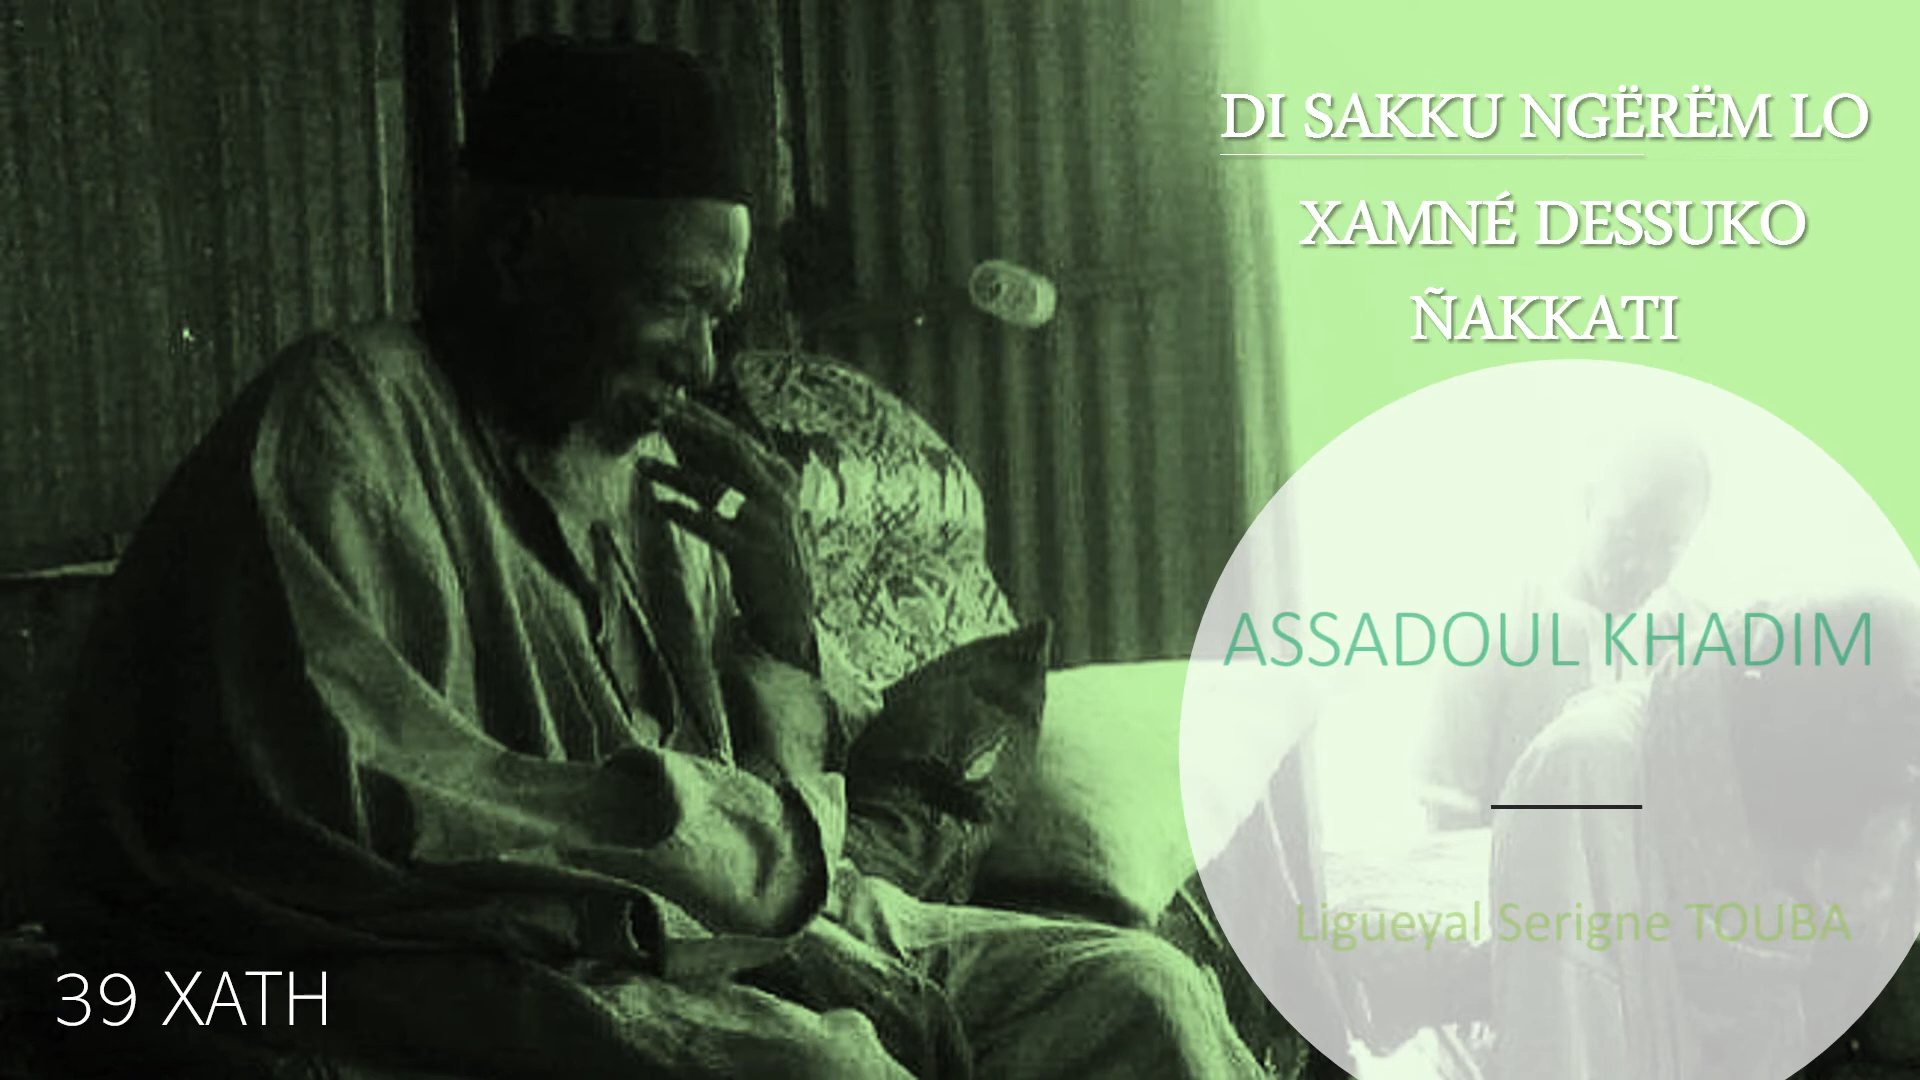 DI SAKKU NGËRËM LO
XAMNÉ DESSUKO
ÑAKKATI
ASSADOUL KHADIM
Ligueyal Serigne TOUBA
39 XATH